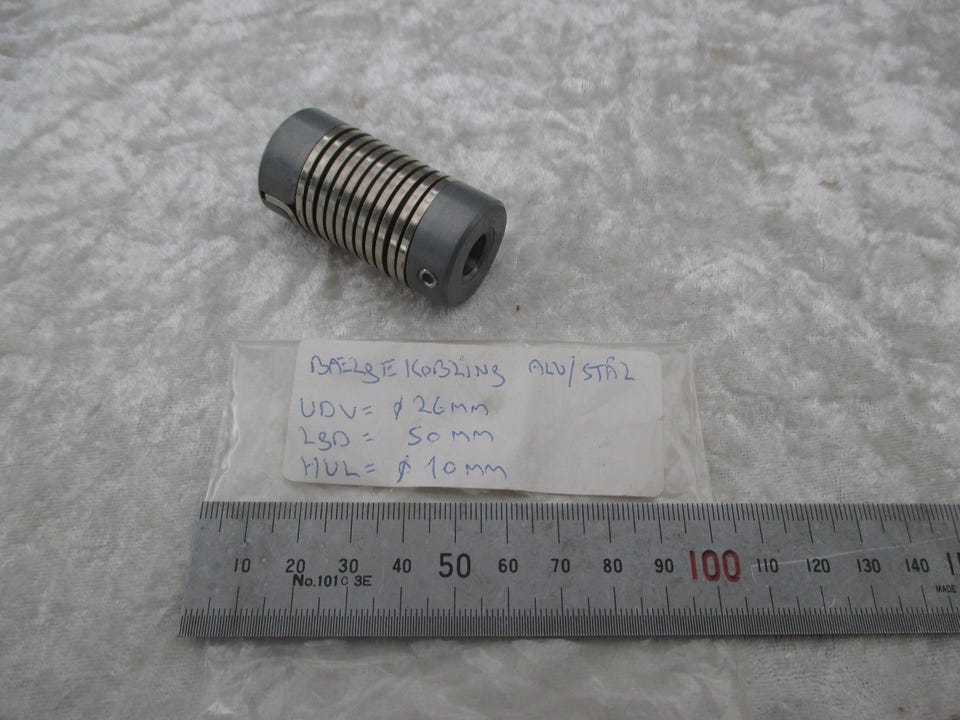 BÆLGEKOBLING ALU/STÅL
UDV= ϕ 26mm
LGD= 50mm
HUL= ϕ 10mm
10 20 30 40 50 60 70 80 90 100 110 120 130 140
No.101C 3E
MADE